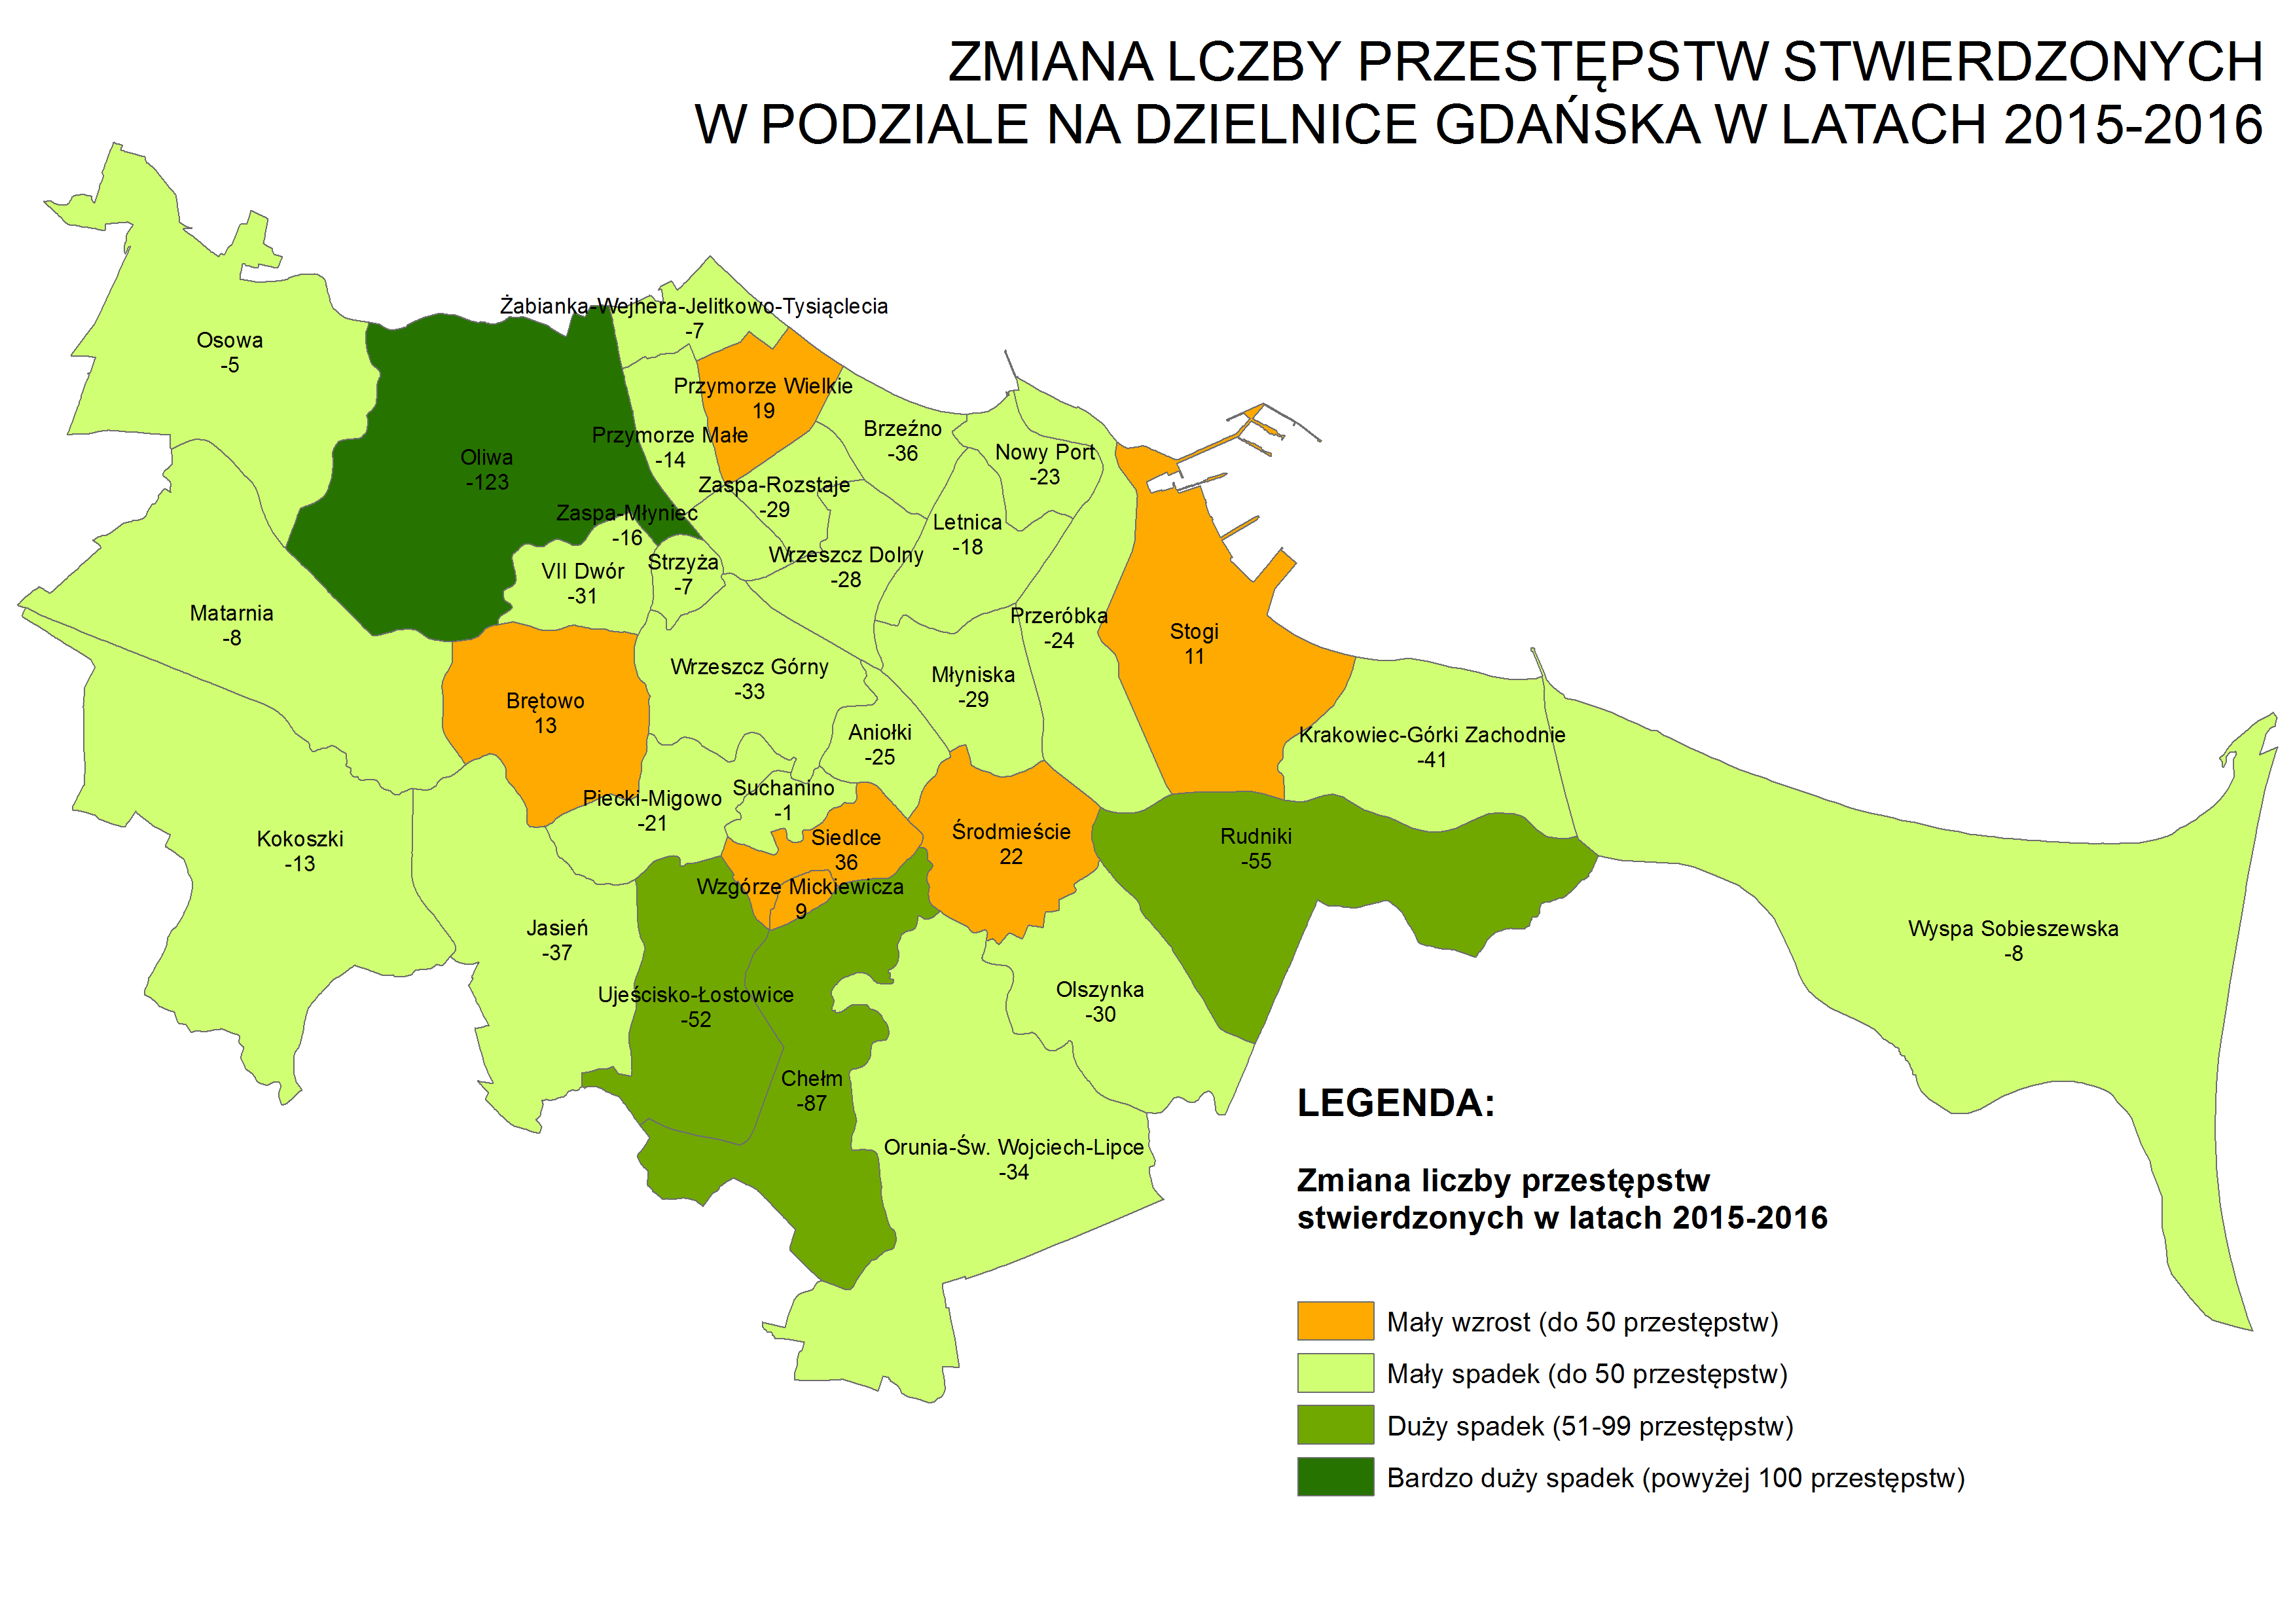 ZMIANA LCZBY PRZESTĘPSTW STWIERDZONYCH
W PODZIALE NA DZIELNICE GDAŃSKA W LATACH 2015-2016
Żabianka-Wejhera-Jelitkowo-Tysiąclecia
-7
Osowa
-5
Przymorze Wielkie
19
Przymorze Małe
-14
Brzeźno
-36
Nowy Port
-23
Oliwa
-123
Zaspa-Rozstaje
-29
Zaspa-Młyniec
-16
Letnica
-18
Wrzeszcz Dolny
-28
Strzyża
-7
VII Dwór
-31
Matarnia
-8
Przeróbka
-24
Stogi
11
Wrzeszcz Górny
-33
Młyniska
-29
Brętowo
13
Aniołki
-25
Krakowiec-Górki Zachodnie
-41
Suchanino
-1
Piecki-Migowo
-21
Kokoszki
-13
Siedlce
36
Środmieście
22
Rudniki
-55
Wzgórze Mickiewicza
9
Jasień
-37
Wyspa Sobieszewska
-8
Ujeścisko-Łostowice
-52
Olszynka
-30
Chełm
-87
Orunia-Św. Wojciech-Lipce
-34
LEGENDA:
Zmiana liczby przestępstw
stwierdzonych w latach 2015-2016
Mały wzrost (do 50 przestępstw)
Mały spadek (do 50 przestępstw)
Duży spadek (51-99 przestępstw)
Bardzo duży spadek (powyżej 100 przestępstw)